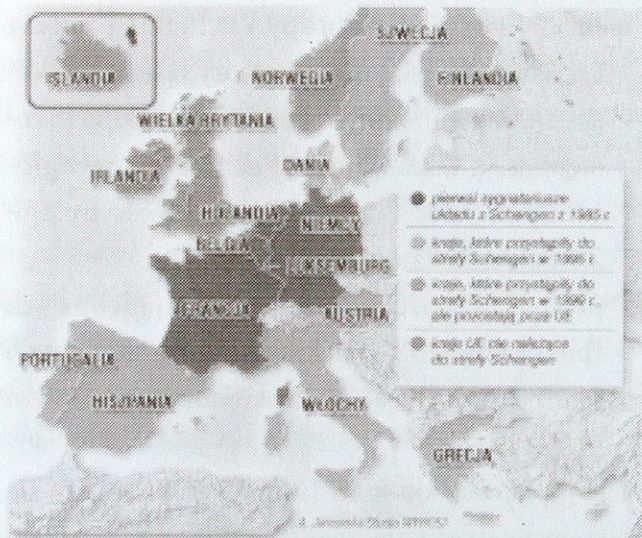 ISLANDIA
SZWECJA
NORWEGIA
FINLANDIA
WIELKA BRYTANIA
IRLANDIA
DANIA
HOLANDIA
NIEMCY
BELGIA
LUKSEMBURG
FRANCJA
AUSTRIA
PORTUGALIA
HISZPANIA
WŁOCHY
GRECJA
pierwsi sygnatariusze
układu z Schengen z 1985 r.
kraje, które przystąpiły do
strefy Schengen w
kraje, które przystąpiły do
strefy Schengen w
ale pozostają poza UE
kraje UE nie należące
do strefy Schengen